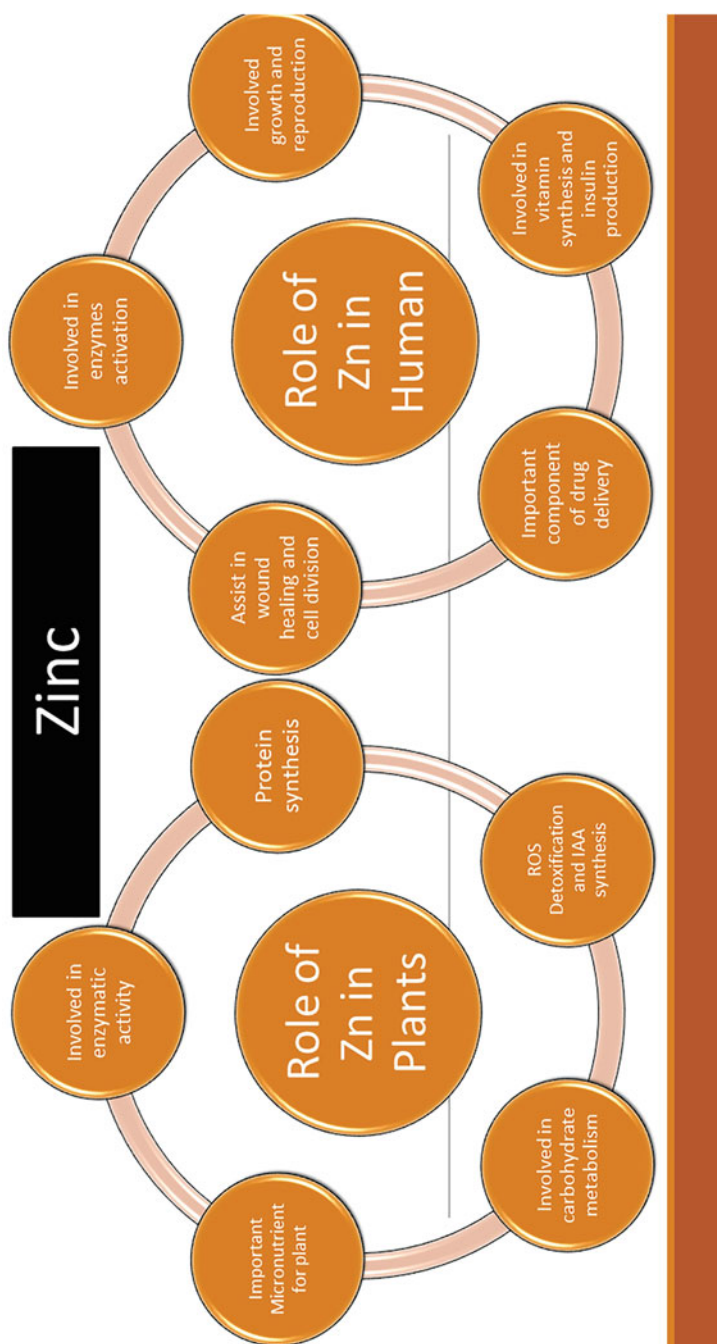 Zinc
Role of
Zn in
Plants
Involved in
enzymatic
activity
Protein
synthesis
ROS
Detoxification
and IAA
synthesis
Involved in
carbohydrate
metabolism
Important
Micronutrient
for plant
Role of
Zn in
Human
Involved in
enzymes
activation
Involved
growth and
reproduction
Involved in
vitamin
synthesis and
insulin
production
Important
component
of drug
delivery
Assist in
wound
healing and
cell division